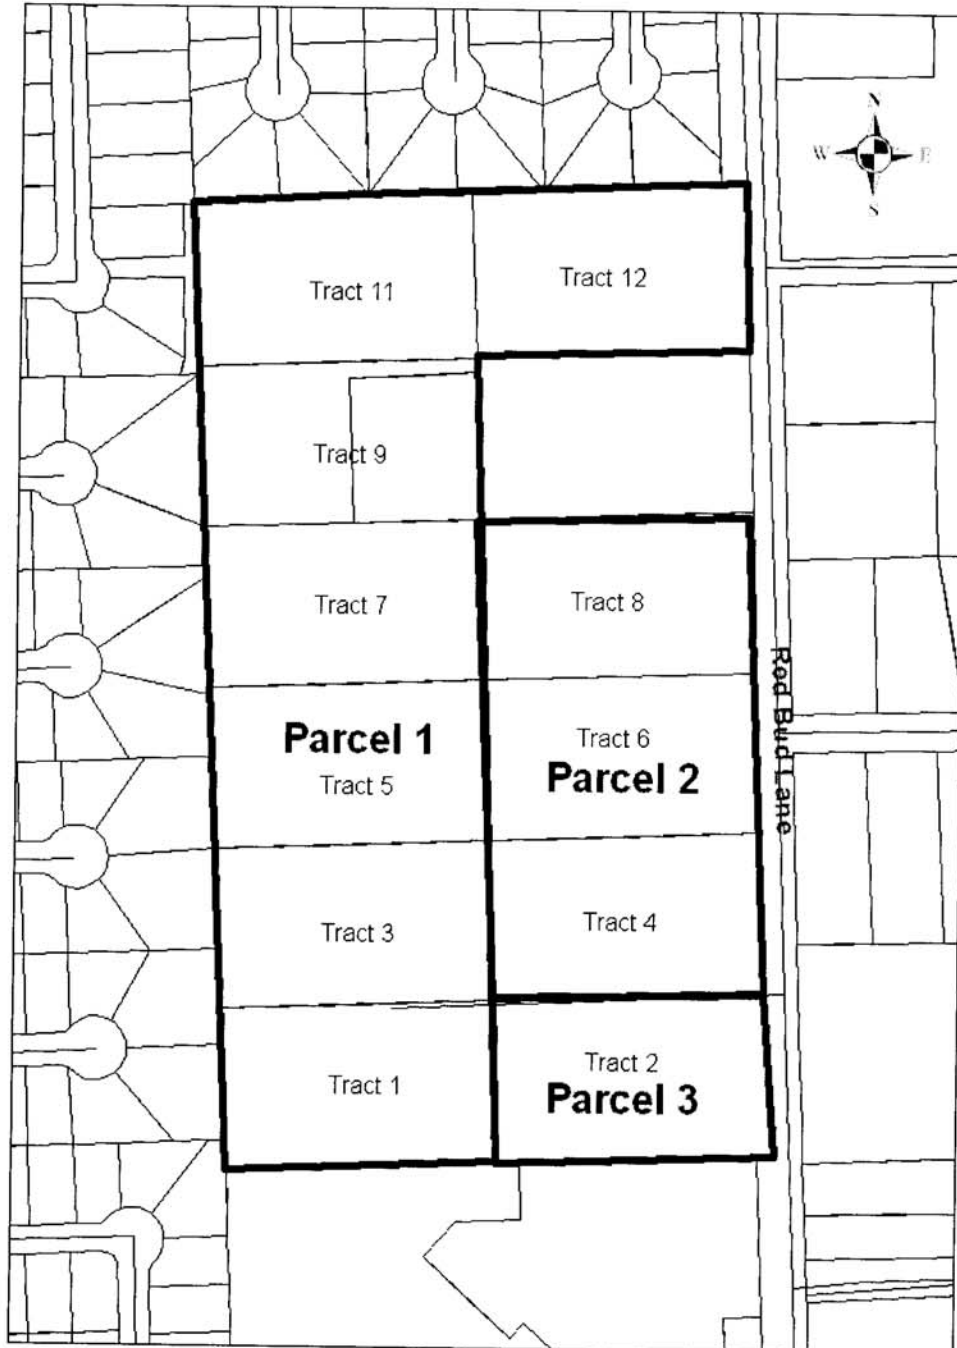 N
W E
S
Tract 11
Tract 12
Tract 9
Tract 7
Tract 8
Parcel 1
Tract 5
Tract 6
Parcel 2
Rod Bud Lane
Tract 3
Tract 4
Tract 1
Tract 2
Parcel 3